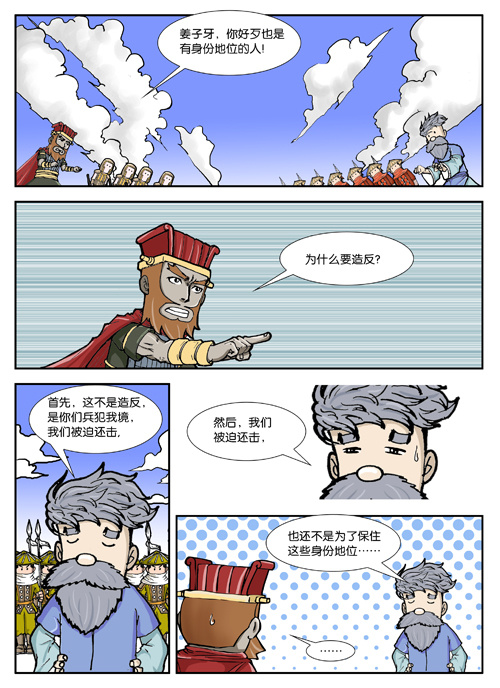 姜子牙，你好歹也是
有身份地位的人!
为什么要造反?
首先，这不是造反，
是你们兵犯我境，
我们被迫还击，
然后，我们
被迫还击，
也还不是为了保住
这些身份地位……
……